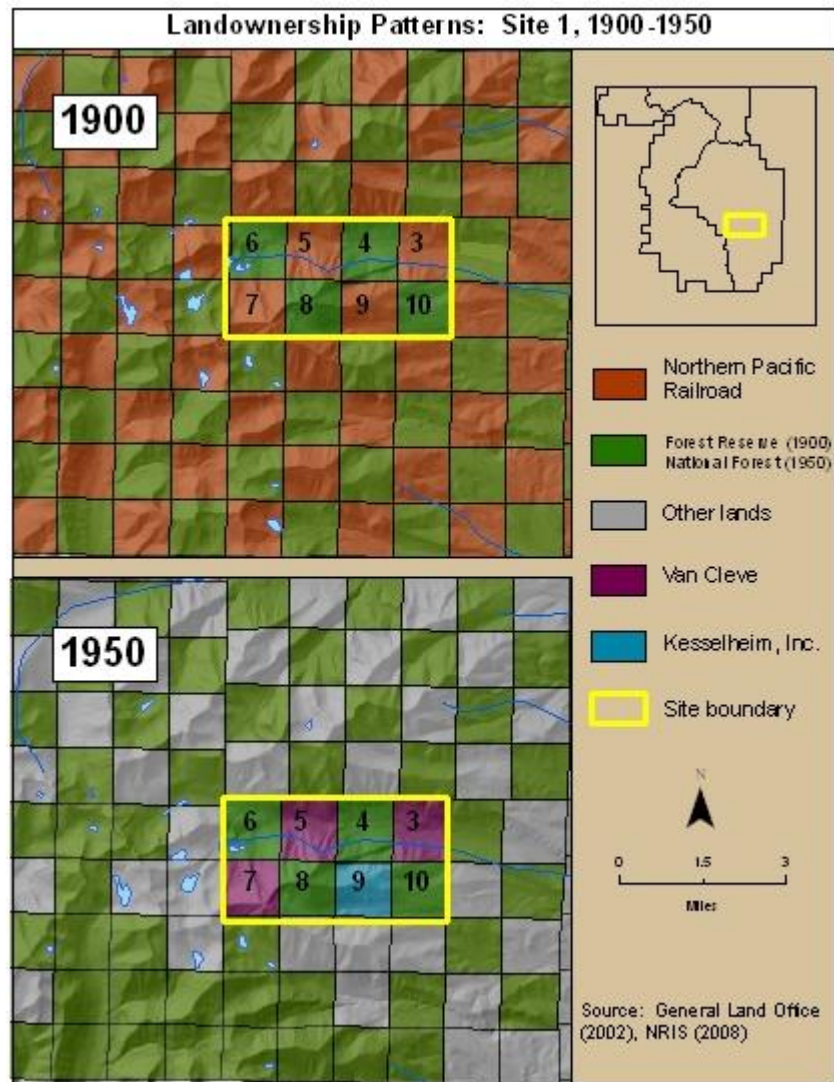 Landownership Patterns: Site 1, 1900-1950
1900
6 5 4 3
7 8 9 10
Northern Pacific
Railroad
Forest Reserve (1900)
National Forest (1950)
Other lands
Van Cleve
Kesselheim, Inc.
Site boundary
1950
6 5 4 3
7 8 9 10
N
0 1.5 3
Miles
Source: General Land Office
(2002), NRIS (2008)